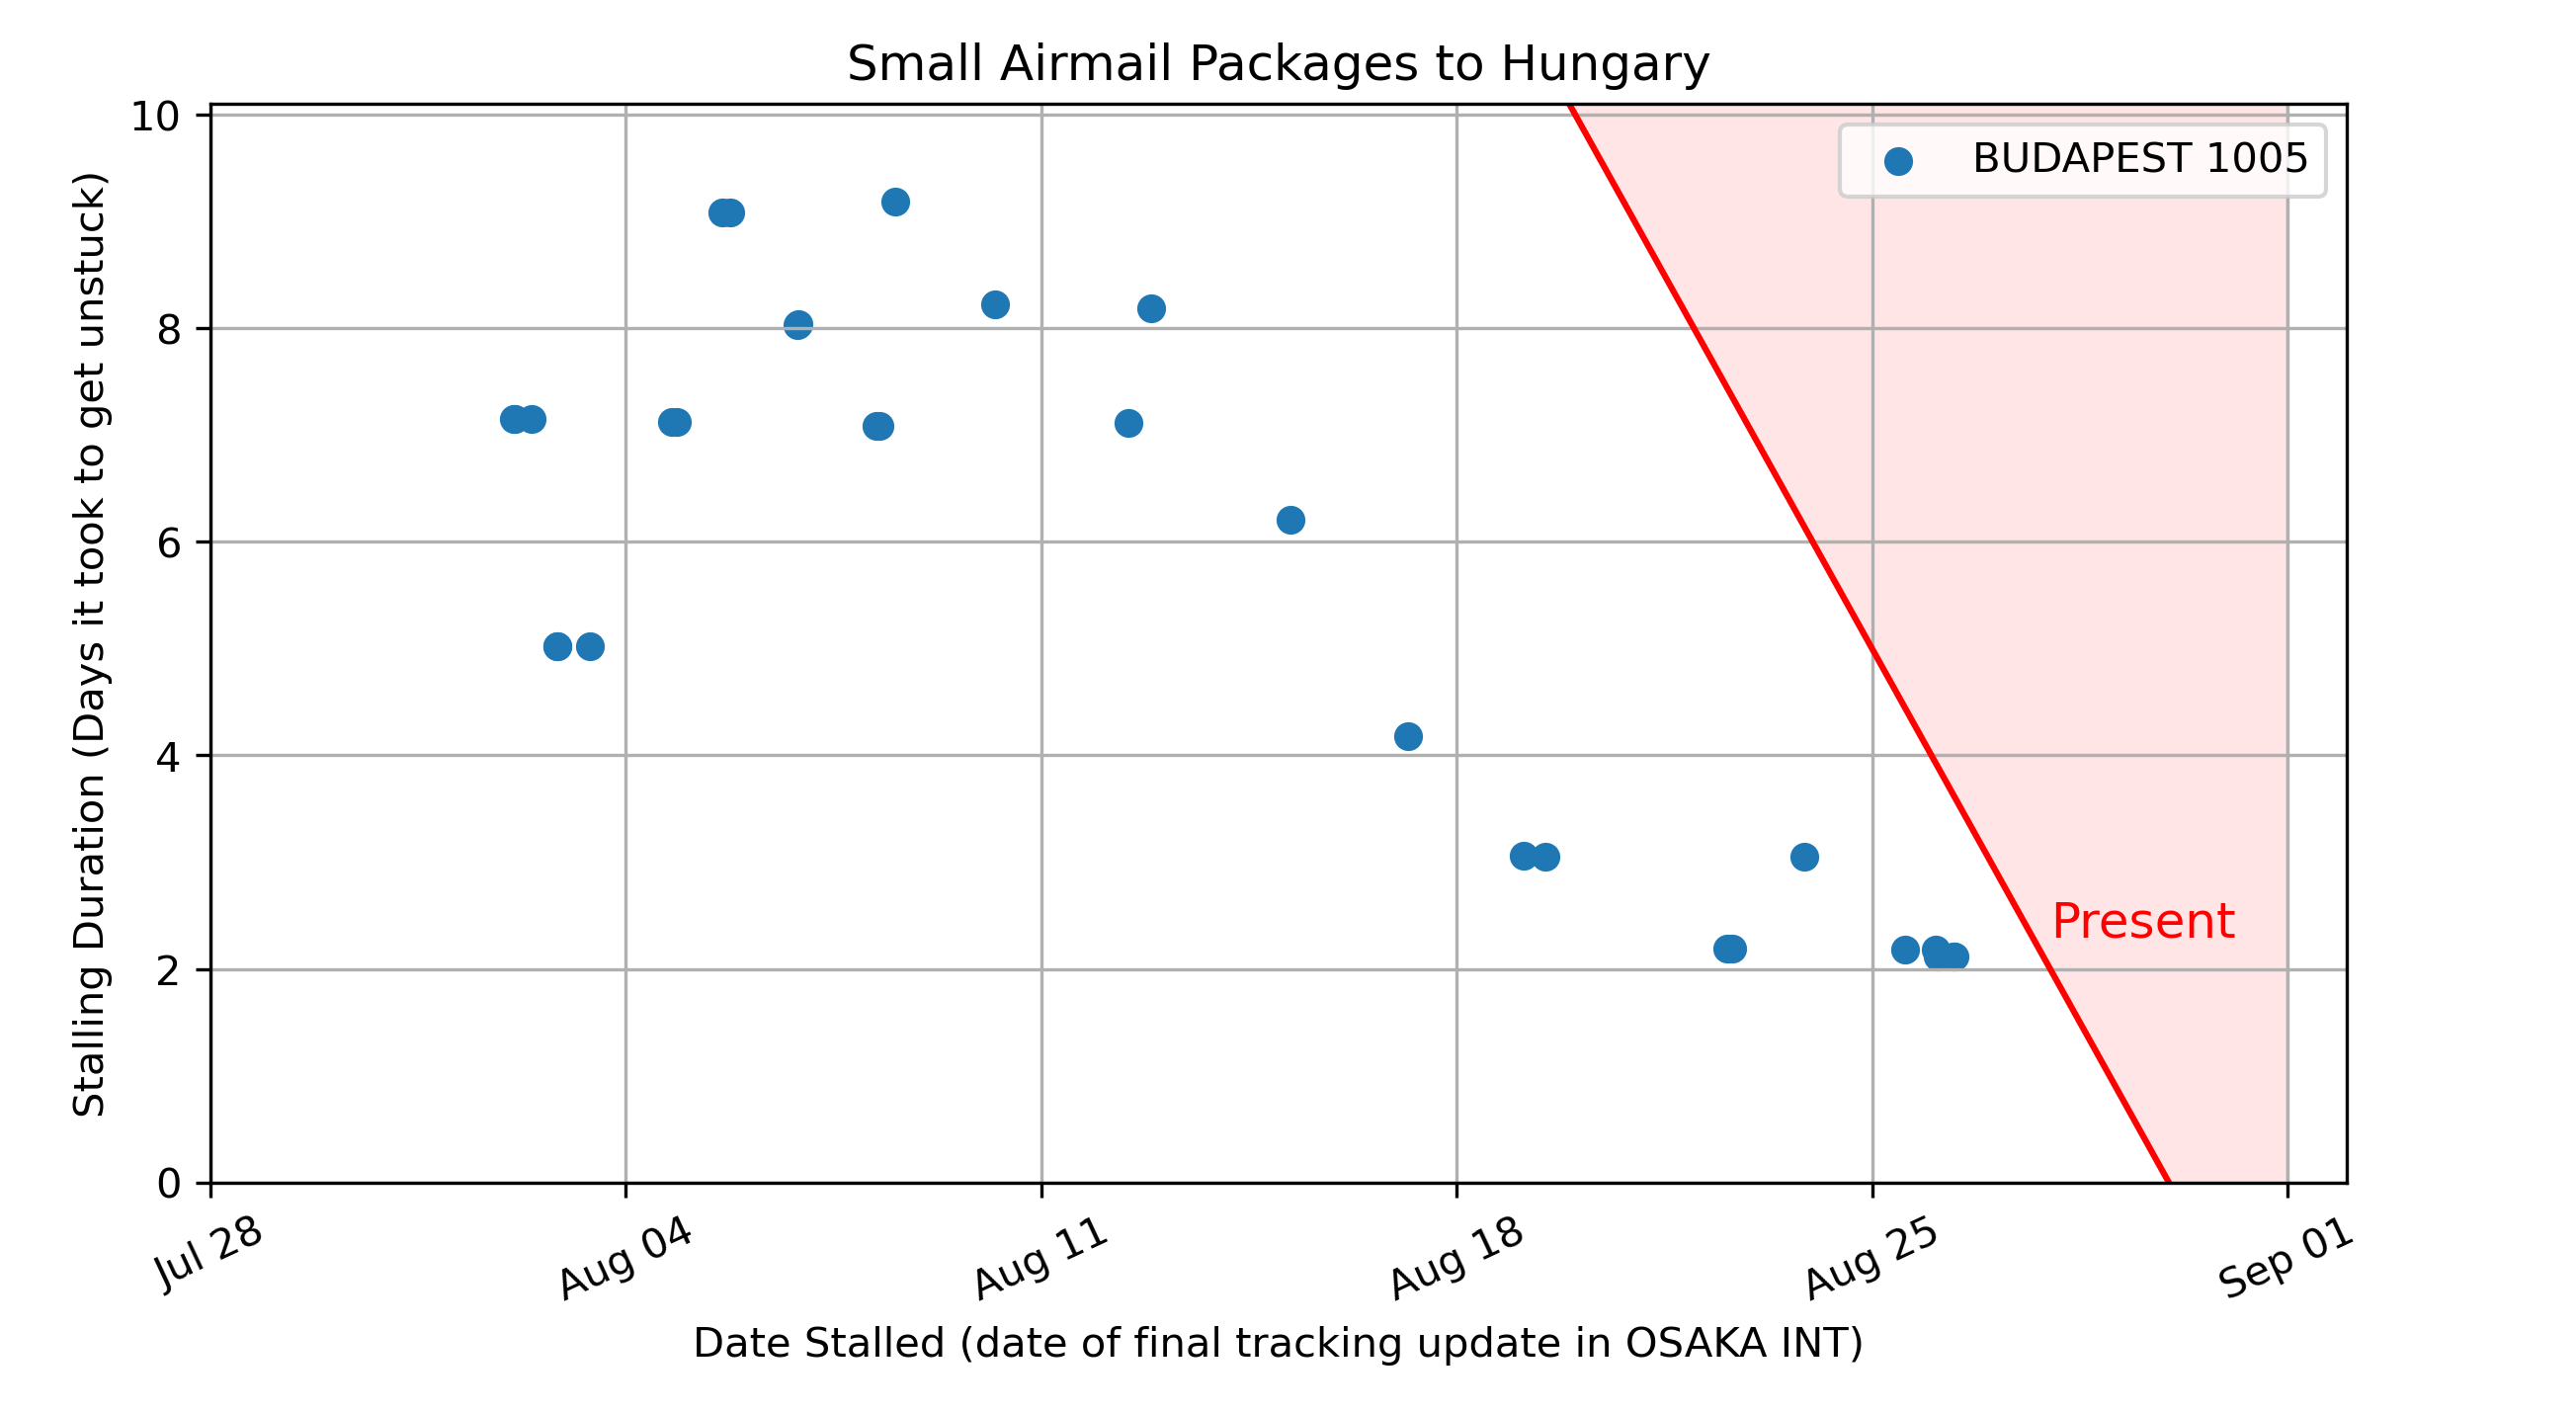 Small Airmail Packages to Hungary
BUDAPEST 1005
Present
Stalling Duration (Days it took to get unstuck)
10
8
6
4
2
0
Jul 28
Aug 04
Aug 11
Aug 18
Aug 25
Sep 01
Date Stalled (date of final tracking update in OSAKA INT)